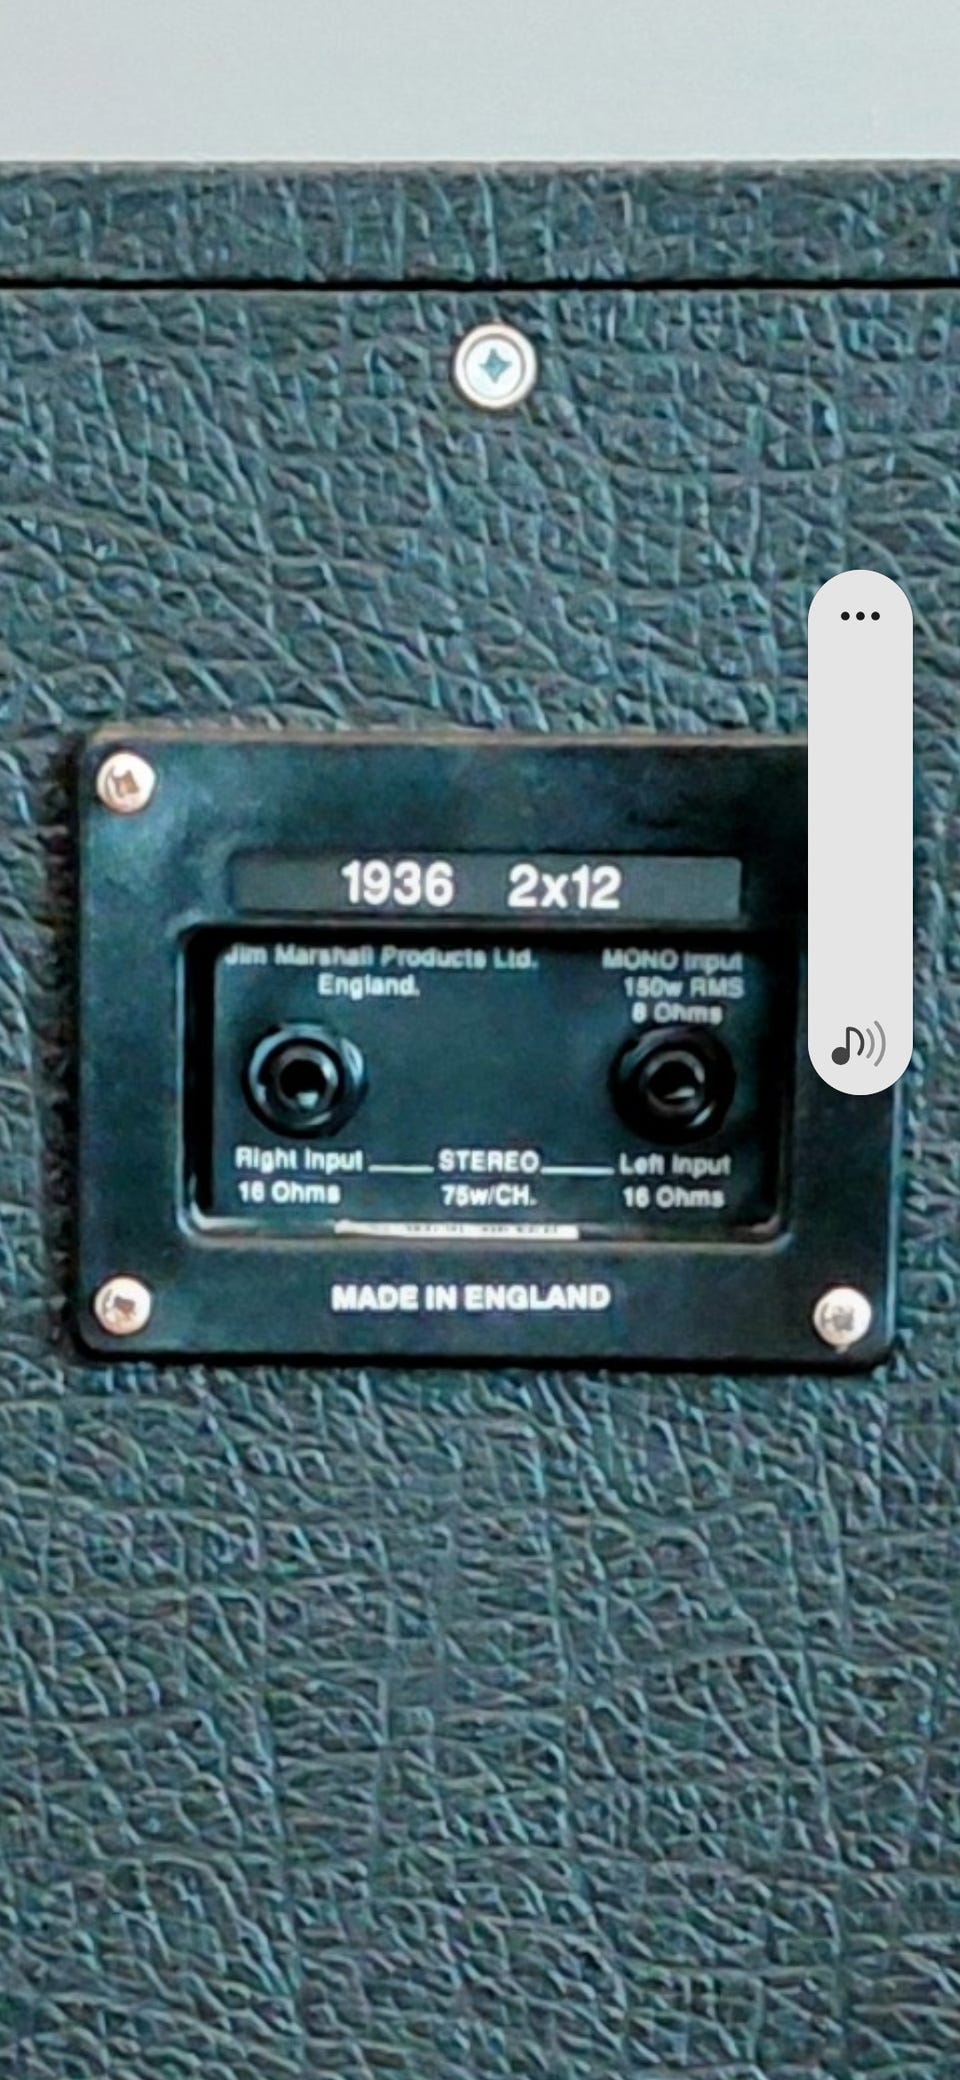 1936 2x12
Jim Marshall Products Ltd.
England.
MONO Input
150w RMS
8 Ohms
Right Input STEREO Left Input
16 Ohms 75w/CH. 16 Ohms
MADE IN ENGLAND